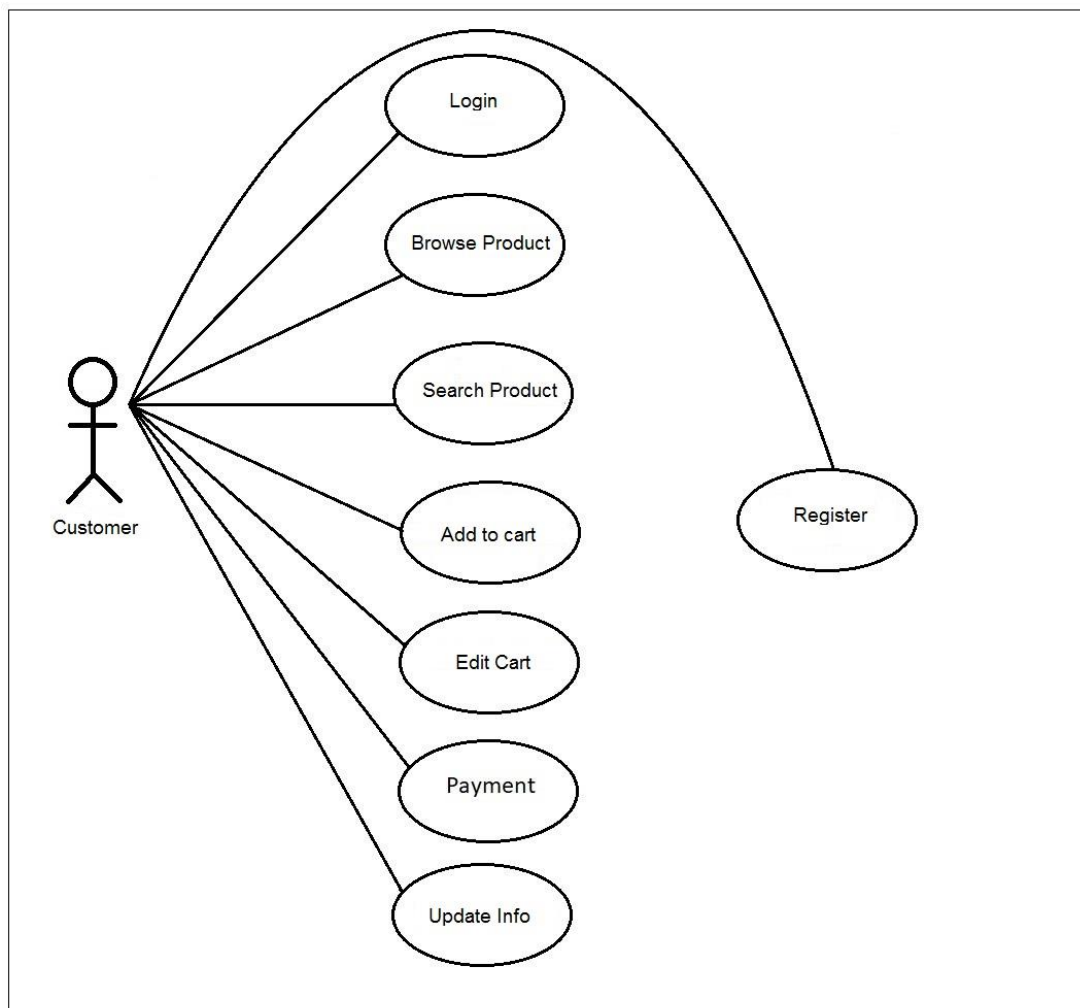 Login
Browse Product
Search Product
Customer
Add to cart
Register
Edit Cart
Payment
Update Info